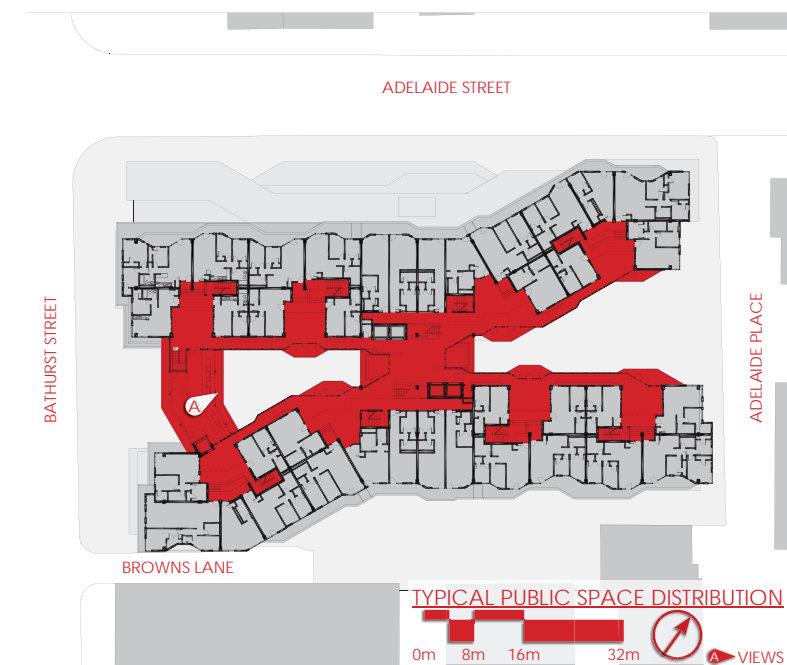 ADELAIDE STREET
BATHURST STREET
ADELAIDE PLACE
A
BROWNS LANE
TYPICAL PUBLIC SPACE DISTRIBUTION
0m 8m 16m 32m
A VIEWS